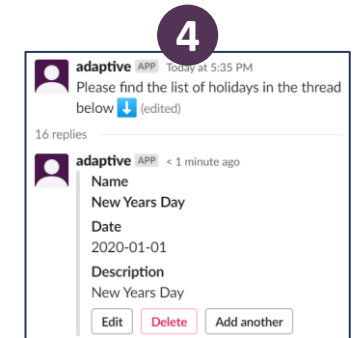 4
adaptive APP Today at 5:35 PM
Please find the list of holidays in the thread
below ⬇️ (edited)
16 replies
adaptive APP < 1 minute ago
Name
New Years Day
Date
2020-01-01
Description
New Years Day
Edit Delete Add another